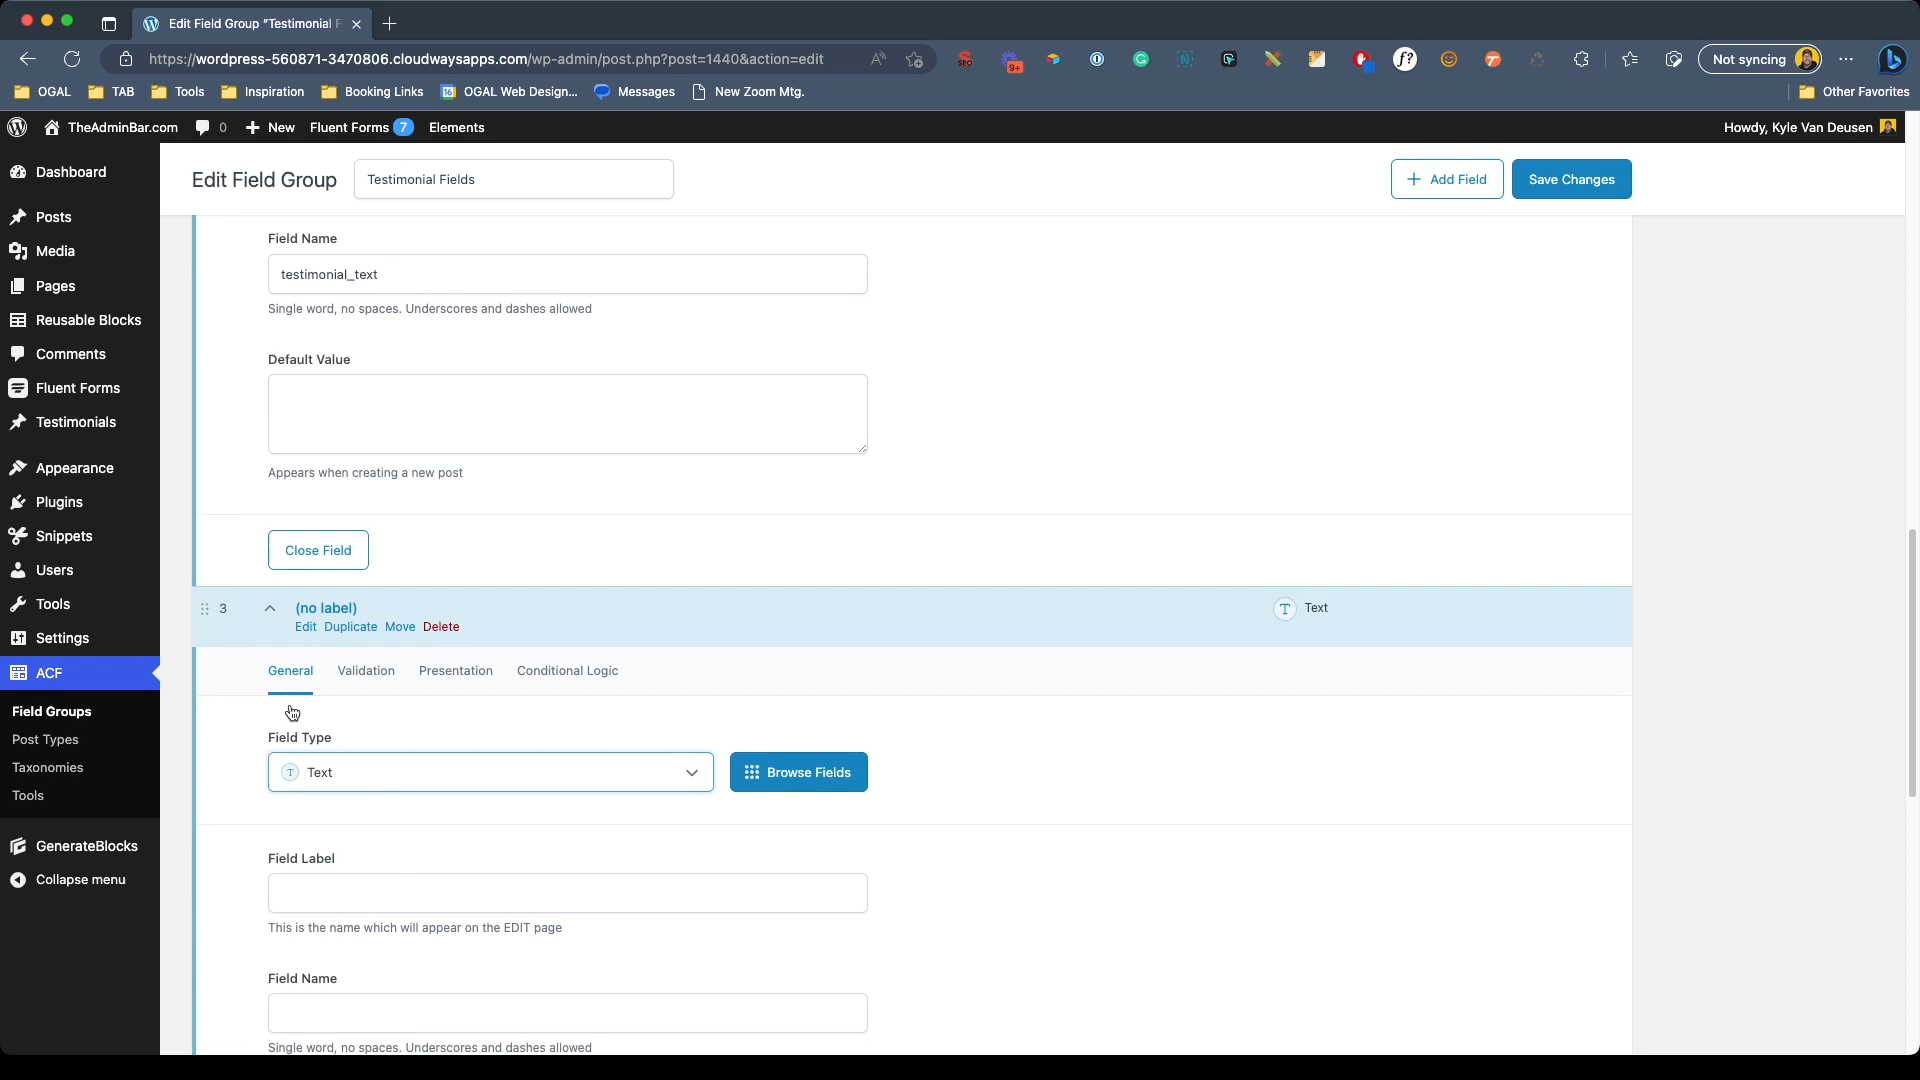 Edit Field Group "Testimonial F
https://wordpress-560871-3470806.cloudwaysapps.com/wp-admin/post.php?post=1440&action=edit
SEO
9+
f?
Not syncing
OGAL
TAB
Tools
Inspiration
Booking Links
16
OGAL Web Design...
Messages
New Zoom Mtg.
Other Favorites
TheAdminBar.com
0
New
Fluent Forms 7
Elements
Howdy, Kyle Van Deusen
Dashboard
Posts
Media
Pages
Reusable Blocks
Comments
Fluent Forms
Testimonials
Appearance
Plugins
Snippets
Users
Tools
Settings
ACF
Field Groups
Post Types
Taxonomies
Tools
GenerateBlocks
Collapse menu
Edit Field Group
Testimonial Fields
+ Add Field
Save Changes
Field Name
testimonial_text
Single word, no spaces. Underscores and dashes allowed
Default Value
Appears when creating a new post
Close Field
3
(no label)
T Text
Edit Duplicate Move Delete
General Validation Presentation Conditional Logic
Field Type
T Text
Browse Fields
Field Label
This is the name which will appear on the EDIT page
Field Name
Single word, no spaces. Underscores and dashes allowed